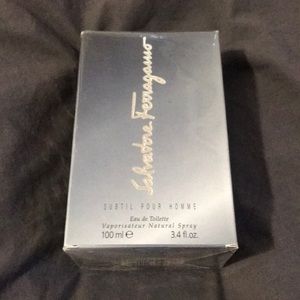 Salvatore Ferragamo
SUBTIL POUR HOMME
Eau de Toilette
Vaporisateur Natural Spray
100 ml ℮ 3.4 fl.oz.